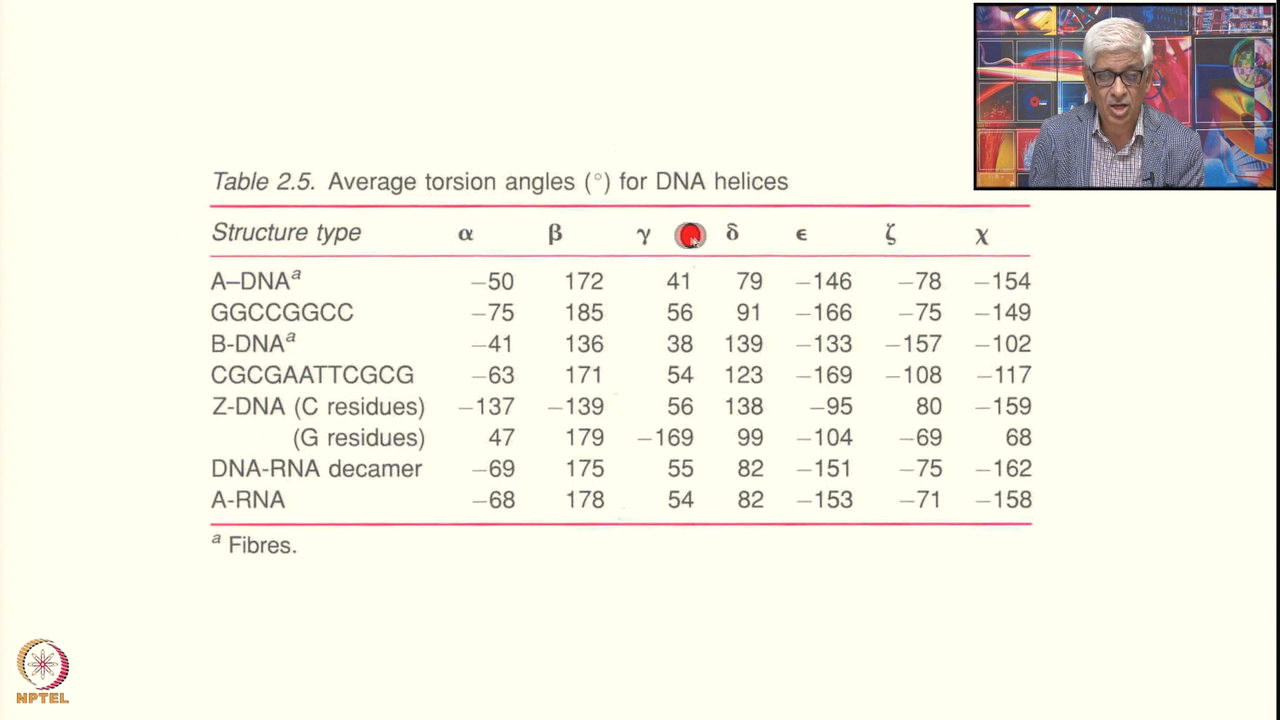 Table 2.5. Average torsion angles (°) for DNA helices
Structure type α β γ δ ϵ ζ χ
A–DNAᵃ −50 172 41 79 −146 −78 −154
GGCCGGCC −75 185 56 91 −166 −75 −149
B-DNAᵃ −41 136 38 139 −133 −157 −102
CGCGAATTCGCG −63 171 54 123 −169 −108 −117
Z-DNA (C residues) −137 −139 56 138 −95 80 −159
(G residues) 47 179 −169 99 −104 −69 68
DNA-RNA decamer −69 175 55 82 −151 −75 −162
A-RNA −68 178 54 82 −153 −71 −158
ᵃ Fibres.
NPTEL